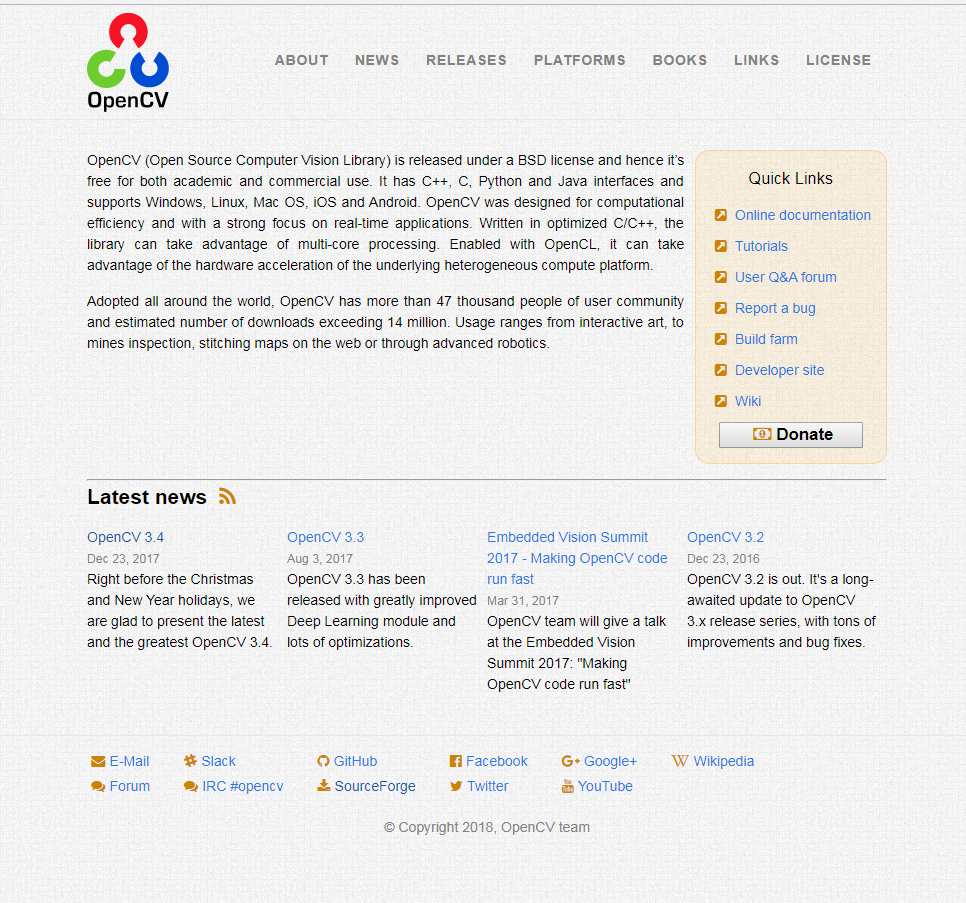 OpenCV
ABOUT NEWS RELEASES PLATFORMS BOOKS LINKS LICENSE
OpenCV (Open Source Computer Vision Library) is released under a BSD license and hence it’s
free for both academic and commercial use. It has C++, C, Python and Java interfaces and
supports Windows, Linux, Mac OS, iOS and Android. OpenCV was designed for computational
efficiency and with a strong focus on real-time applications. Written in optimized C/C++, the
library can take advantage of multi-core processing. Enabled with OpenCL, it can take
advantage of the hardware acceleration of the underlying heterogeneous compute platform.
Adopted all around the world, OpenCV has more than 47 thousand people of user community
and estimated number of downloads exceeding 14 million. Usage ranges from interactive art, to
mines inspection, stitching maps on the web or through advanced robotics.
Quick Links
Online documentation
Tutorials
User Q&A forum
Report a bug
Build farm
Developer site
Wiki
Donate
Latest news
OpenCV 3.4
Dec 23, 2017
Right before the Christmas
and New Year holidays, we
are glad to present the latest
and the greatest OpenCV 3.4.
OpenCV 3.3
Aug 3, 2017
OpenCV 3.3 has been
released with greatly improved
Deep Learning module and
lots of optimizations.
Embedded Vision Summit
2017 - Making OpenCV code
run fast
Mar 31, 2017
OpenCV team will give a talk
at the Embedded Vision
Summit 2017: "Making
OpenCV code run fast"
OpenCV 3.2
Dec 23, 2016
OpenCV 3.2 is out. It's a long-
awaited update to OpenCV
3.x release series, with tons of
improvements and bug fixes.
E-Mail Slack GitHub Facebook Google+ Wikipedia
Forum IRC #opencv SourceForge Twitter YouTube
© Copyright 2018, OpenCV team